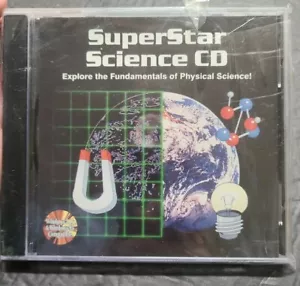 SuperStar
Science CD
Explore the Fundamentals of Physical Science!